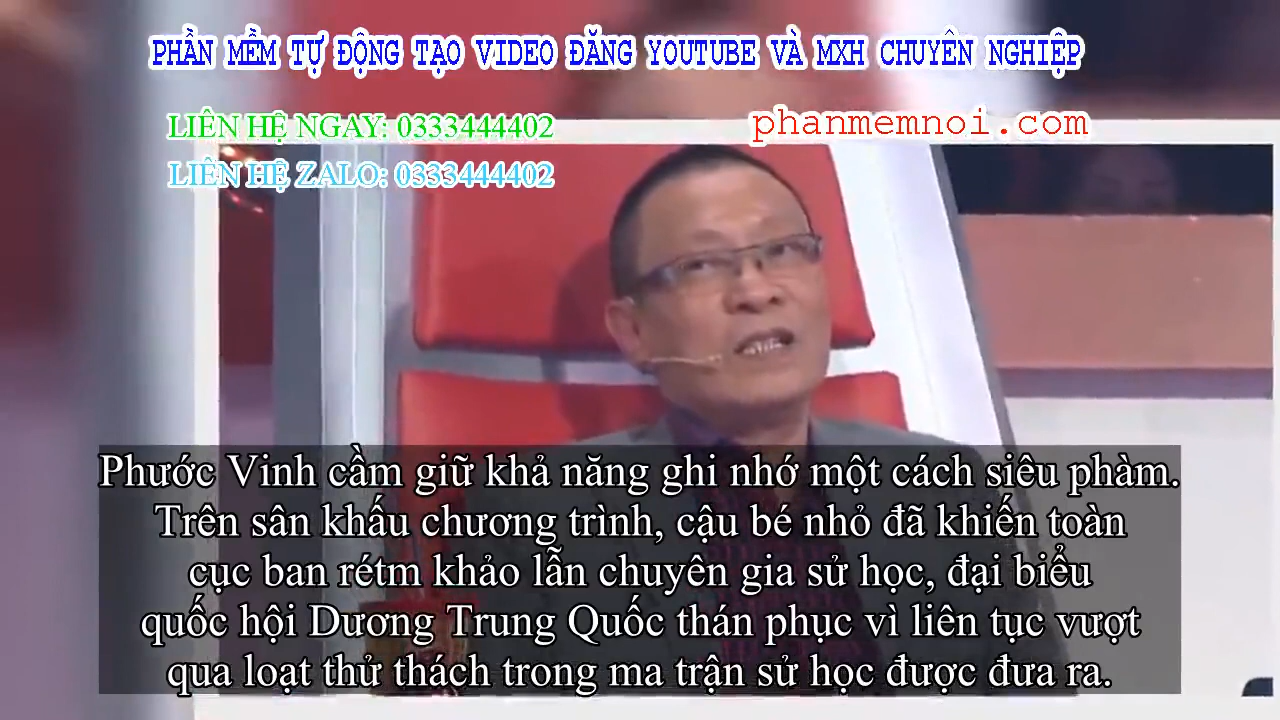 PHẦN MỀM TỰ ĐỘNG TẠO VIDEO ĐĂNG YOUTUBE VÀ MXH CHUYÊN NGHIỆP
LIÊN HỆ NGAY: 0333444402
phanmemnoi.com
LIÊN HỆ ZALO: 0333444402
Phước Vinh cầm giữ khả năng ghi nhớ một cách siêu phàm.
Trên sân khấu chương trình, cậu bé nhỏ đã khiến toàn
cục ban rétm khảo lẫn chuyên gia sử học, đại biểu
quốc hội Dương Trung Quốc thán phục vì liên tục vượt
qua loạt thử thách trong ma trận sử học được đưa ra.